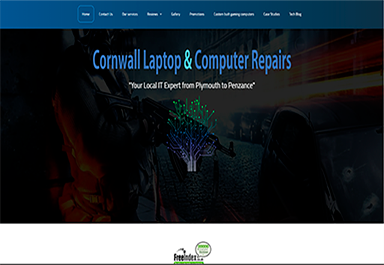 Home Contact Us Our services Reviews Gallery Promotions Custom built gaming computers Case Studies Tech Blog
Cornwall Laptop & Computer Repairs
"Your Local IT Expert from Plymouth to Penzance"
FreeIndex